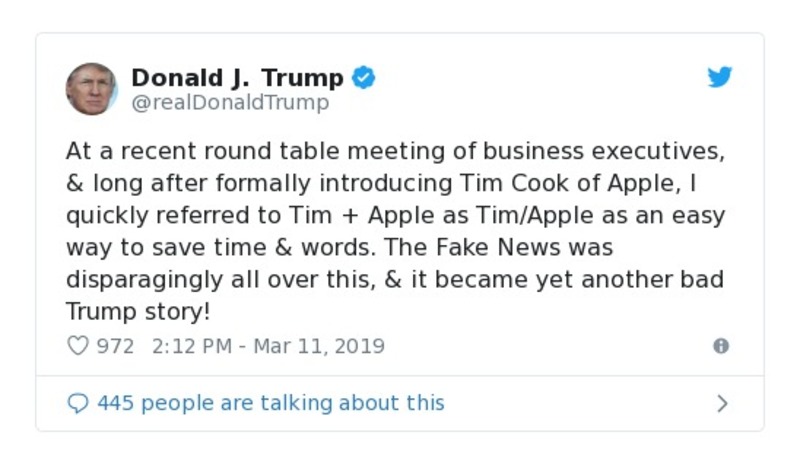 Donald J. Trump
@realDonaldTrump
At a recent round table meeting of business executives,
& long after formally introducing Tim Cook of Apple, I
quickly referred to Tim + Apple as Tim/Apple as an easy
way to save time & words. The Fake News was
disparagingly all over this, & it became yet another bad
Trump story!
972 2:12 PM - Mar 11, 2019
445 people are talking about this